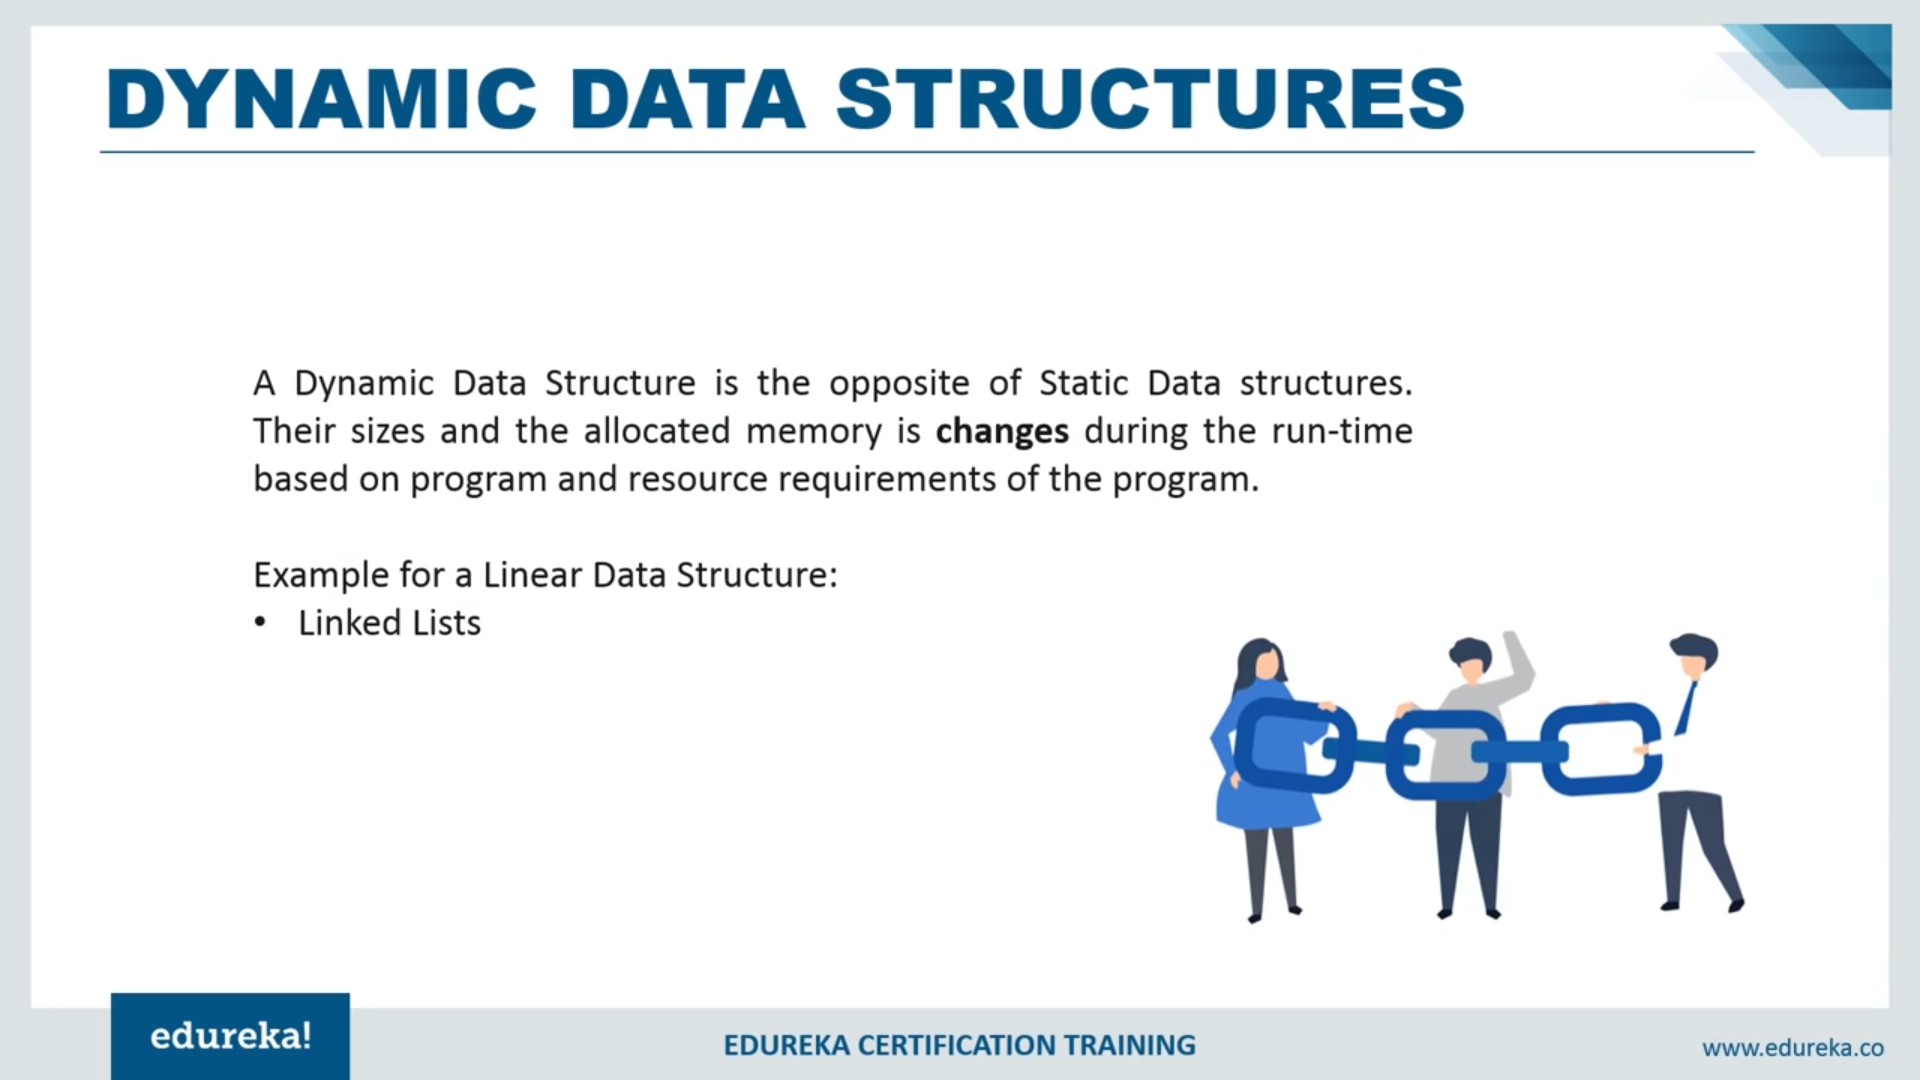 DYNAMIC DATA STRUCTURES
A Dynamic Data Structure is the opposite of Static Data structures.
Their sizes and the allocated memory is changes during the run-time
based on program and resource requirements of the program.
Example for a Linear Data Structure:
• Linked Lists
edureka!
EDUREKA CERTIFICATION TRAINING
www.edureka.co